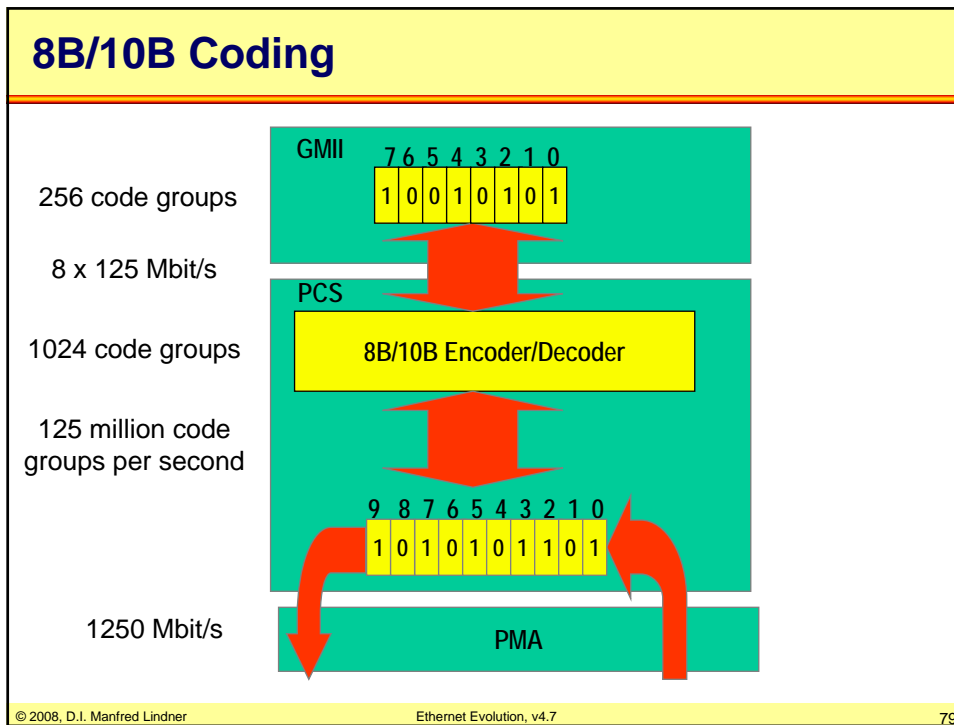 8B/10B Coding
GMII
7 6 5 4 3 2 1 0
1 0 0 1 0 1 0 1
256 code groups
8 x 125 Mbit/s
PCS
8B/10B Encoder/Decoder
1024 code groups
125 million code
groups per second
9 8 7 6 5 4 3 2 1 0
1 0 1 0 1 0 1 1 0 1
1250 Mbit/s
PMA
© 2008, D.I. Manfred Lindner
Ethernet Evolution, v4.7
79